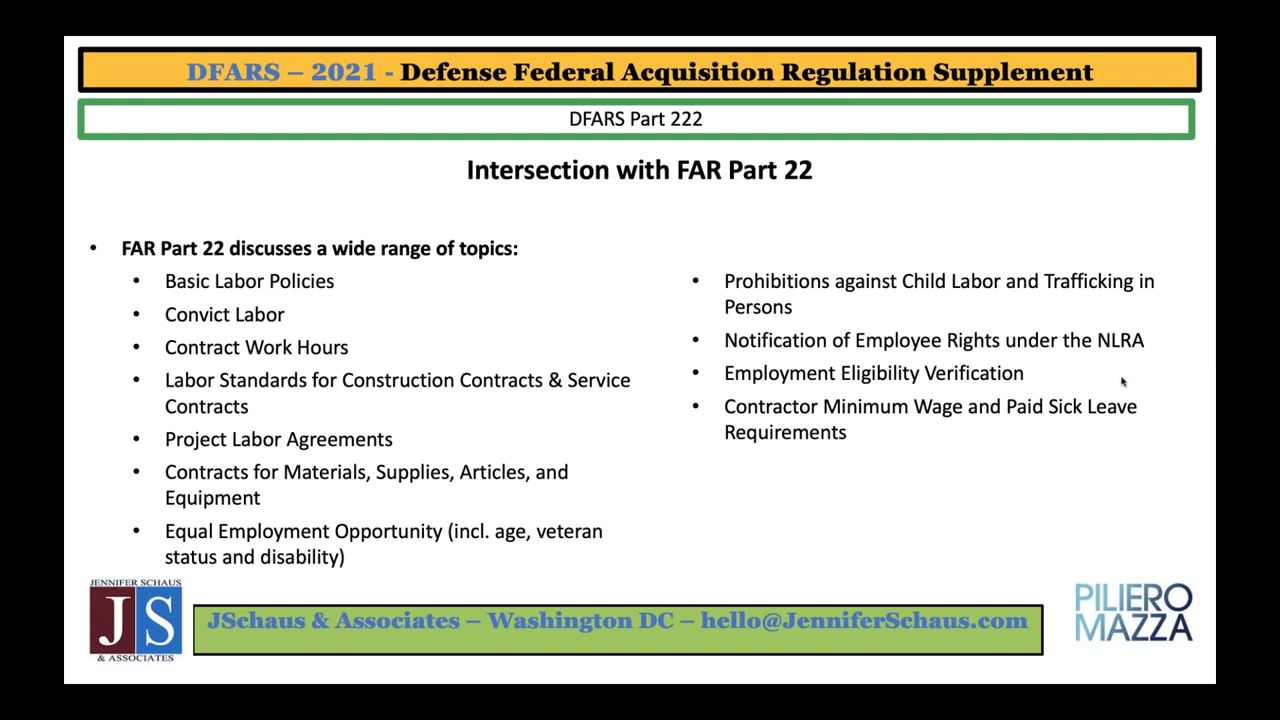 DFARS – 2021 - Defense Federal Acquisition Regulation Supplement
DFARS Part 222
Intersection with FAR Part 22
• FAR Part 22 discusses a wide range of topics:
• Basic Labor Policies
• Convict Labor
• Contract Work Hours
• Labor Standards for Construction Contracts & Service
Contracts
• Project Labor Agreements
• Contracts for Materials, Supplies, Articles, and
Equipment
• Equal Employment Opportunity (incl. age, veteran
status and disability)
• Prohibitions against Child Labor and Trafficking in
Persons
• Notification of Employee Rights under the NLRA
• Employment Eligibility Verification
• Contractor Minimum Wage and Paid Sick Leave
Requirements
JENNIFER SCHAUS
JS
& ASSOCIATES
JSchaus & Associates – Washington DC – hello@JenniferSchaus.com
PILIERO
MAZZA